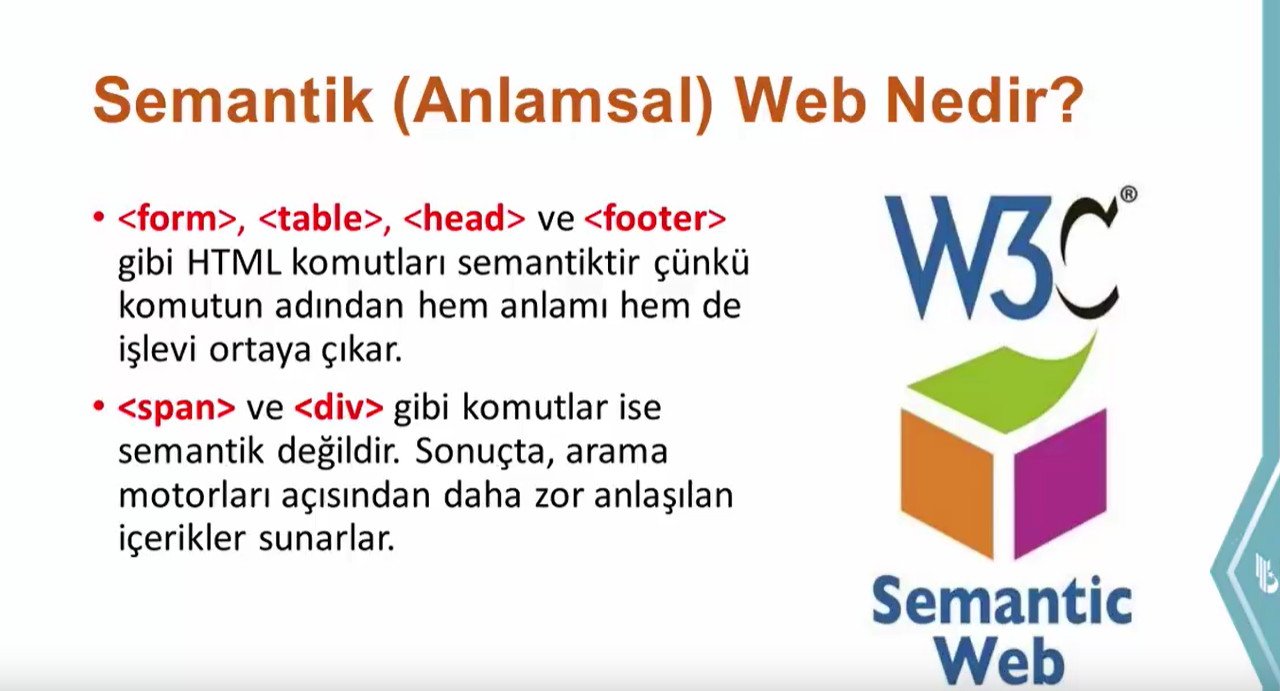 Semantik (Anlamsal) Web Nedir?
• <form>, <table>, <head> ve <footer>
gibi HTML komutları semantiktir çünkü
komutun adından hem anlamı hem de
işlevi ortaya çıkar.
• <span> ve <div> gibi komutlar ise
semantik değildir. Sonuçta, arama
motorları açısından daha zor anlaşılan
içerikler sunarlar.
W3C®
Semantic
Web